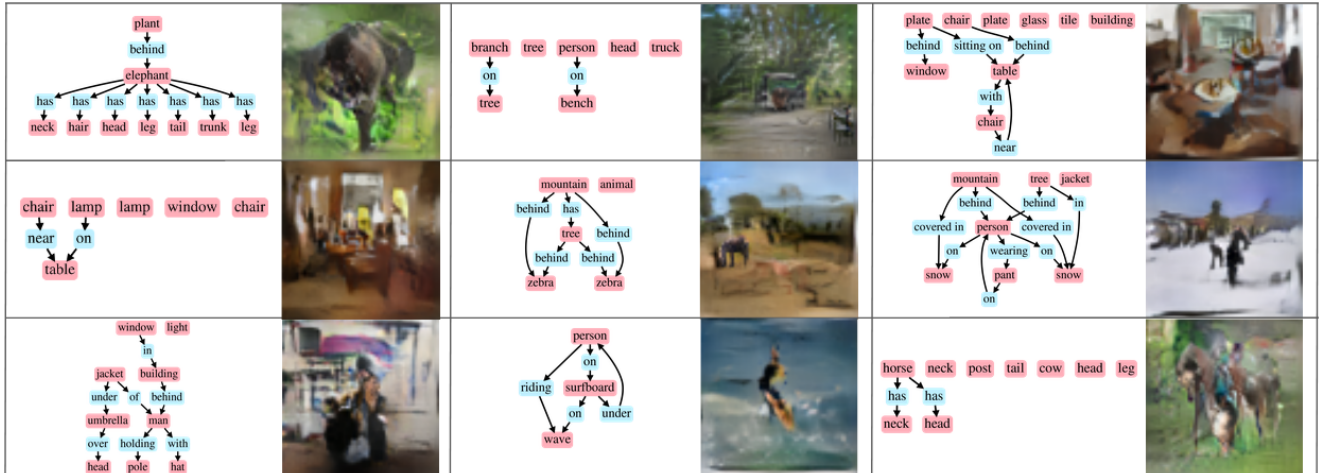 plant
behind
elephant
has has has has has has has
neck hair head leg tail trunk leg
branch tree person head truck
on on
tree bench
plate chair plate glass tile building
behind sitting on behind
window table
with
chair
near
chair lamp lamp window chair
near on
table
mountain animal
behind has behind
tree
behind behind
zebra zebra
mountain tree jacket
behind behind in
covered in person covered in
on wearing on
snow pant snow
on
window light
in
jacket building
under of behind
umbrella man
over holding with
head pole hat
person
on
riding surfboard
on under
wave
horse neck post tail cow head leg
has has
neck head